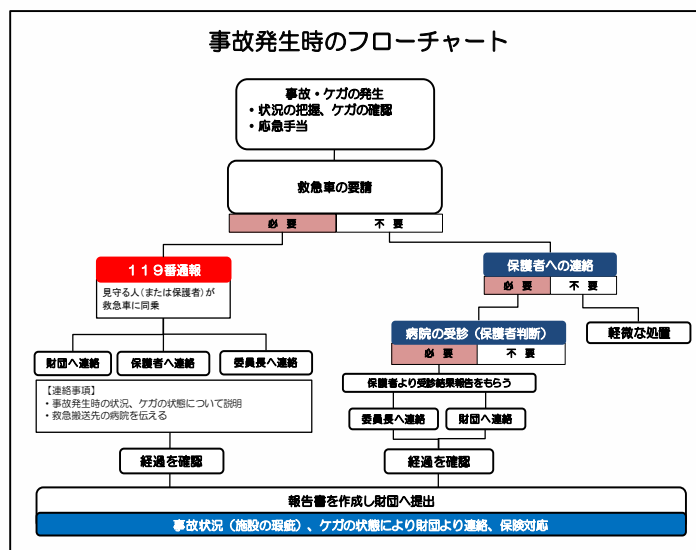 事故発生時のフローチャート
事故・ケガの発生
・状況の把握、ケガの確認
・応急手当
救急車の要請
必 要
不 要
119番通報
見守る人(または保護者)が
救急車に同乗
財団へ連絡
保護者へ連絡
委員長へ連絡
【連絡事項】
・事故発生時の状況、ケガの状態について説明
・救急搬送先の病院を伝える
経過を確認
保護者への連絡
必 要
不 要
病院の受診(保護者判断)
軽微な処置
必 要
不 要
保護者より受診結果報告をもらう
委員長へ連絡
財団へ連絡
経過を確認
報告書を作成し財団へ提出
事故状況(施設の瑕疵)、ケガの状態により財団より連絡、保険対応